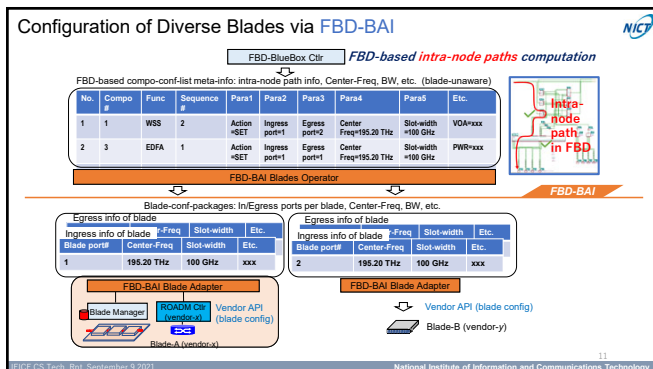 Configuration of Diverse Blades via FBD-BAI
NICT
FBD-BlueBox Ctlr
FBD-based intra-node paths computation
FBD-based compo-conf-list meta-info: intra-node path info, Center-Freq, BW, etc. (blade-unaware)
No. Compo # Func Sequence # Para1 Para2 Para3 Para4 Para5 Etc.
1 1 WSS 2 Action =SET Ingress port=1 Egress port=2 Center Freq=195.20 THz Slot-width =100 GHz VOA=xxx
2 3 EDFA 1 Action =SET Ingress port=1 Egress port=1 Center Freq=195.20 THz Slot-width =100 GHz PWR=xxx
Intra-
node
path
in FBD
FBD-BAI Blades Operator
FBD-BAI
Blade-conf-packages: In/Egress ports per blade, Center-Freq, BW, etc.
Egress info of blade
Slot-width Etc.
Ingress info of blade
Blade port# Center-Freq Slot-width Etc.
1 195.20 THz 100 GHz xxx
Egress info of blade
Slot-width Etc.
Ingress info of blade
Blade port# Center-Freq Slot-width Etc.
2 195.20 THz 100 GHz xxx
FBD-BAI Blade Adapter
FBD-BAI Blade Adapter
Blade Manager
ROADM Ctlr
(vendor-x)
Vendor API
(blade config)
Blade-A (vendor-x)
Vendor API
(blade config)
Blade-B (vendor-y)
11
IEICE CS Tech. Rpt. September 9 2021
National Institute of Information and Communications Technology